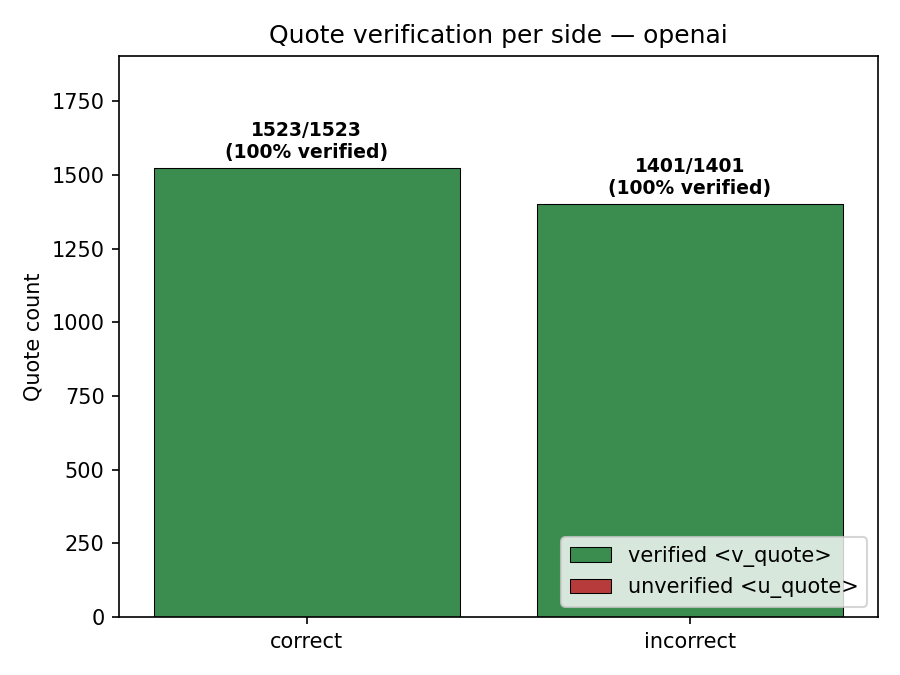 Quote verification per side — openai
1750
1500
1250
1000
750
500
250
0
Quote count
1523/1523
(100% verified)
1401/1401
(100% verified)
verified <v_quote>
unverified <u_quote>
correct
incorrect